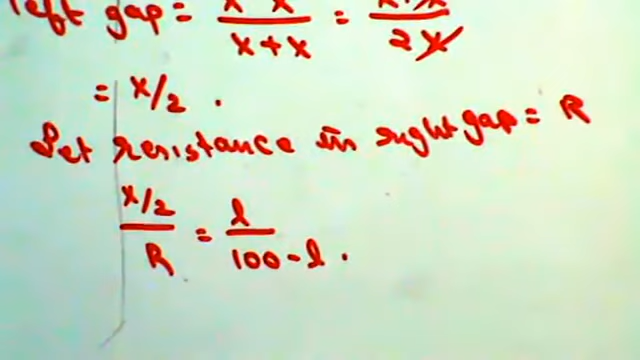 left gap = x x / x + x = x . x / 2x
= x/2 .
Let resistance in right gap = R
x/2 / R = l / 100 - l .